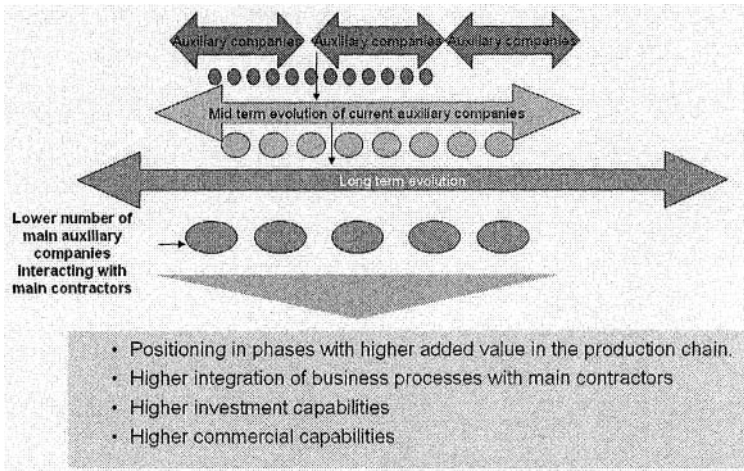 Auxiliary companies Auxiliary companies Auxiliary companies
Mid term evolution of current auxiliary companies
Long term evolution
Lower number of
main auxiliary
companies
interacting with
main contractors
• Positioning in phases with higher added value in the production chain.
• Higher integration of business processes with main contractors
• Higher investment capabilities
• Higher commercial capabilities